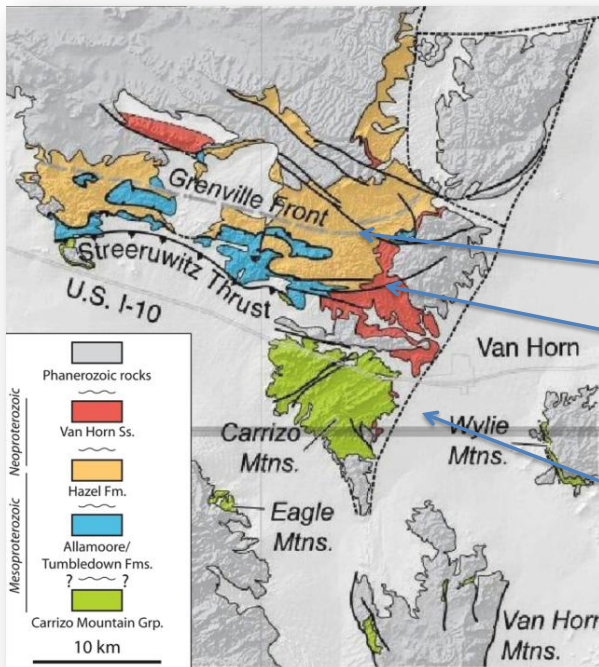 Grenville Front
Streeruwitz Thrust
U.S. I-10
Van Horn
Carrizo
Mtns.
Wylie
Mtns.
Eagle
Mtns.
Van Horn
Mtns.
Neoproterozoic
Mesoproterozoic
Phanerozoic rocks
Van Horn Ss.
Hazel Fm.
Allamoore/
Tumbledown Fms.
? ?
Carrizo Mountain Grp.
10 km